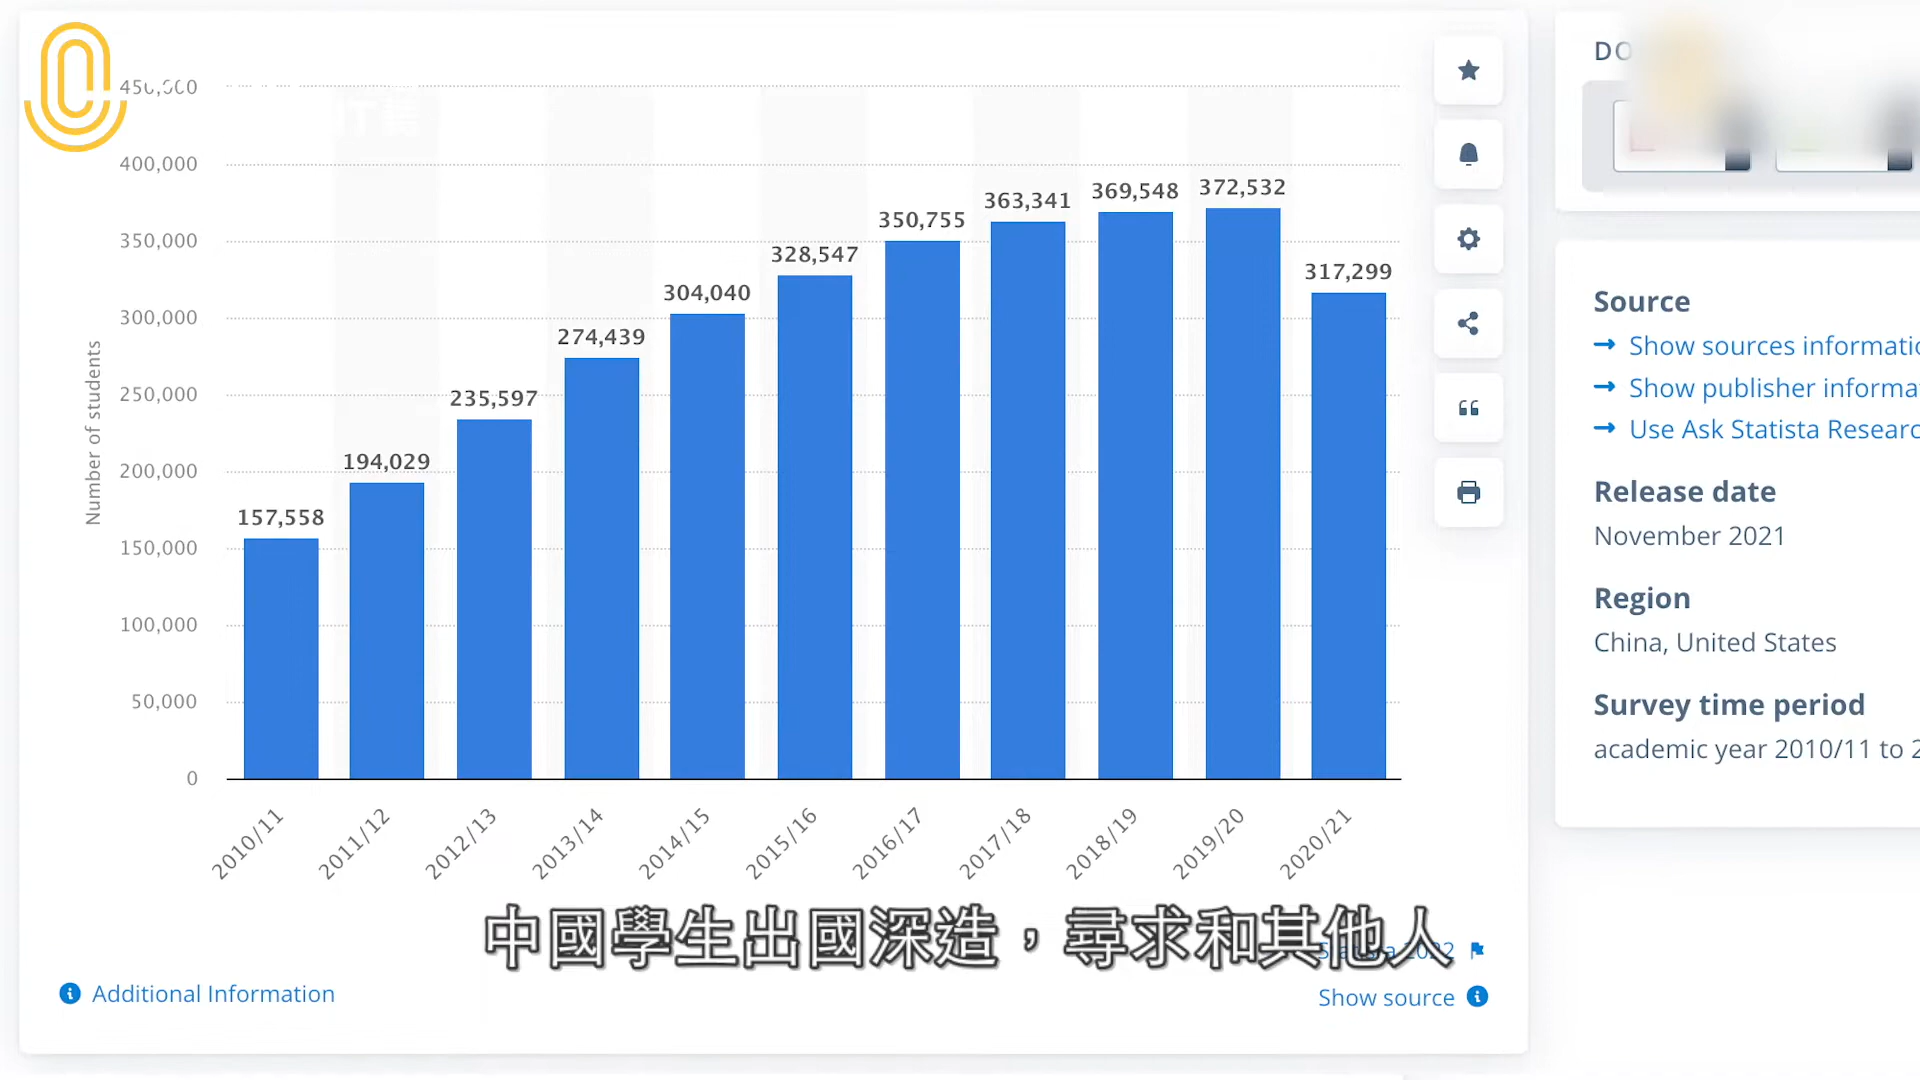 400,000
350,000
300,000
250,000
200,000
150,000
100,000
50,000
0
Number of students
157,558
194,029
235,597
274,439
304,040
328,547
350,755
363,341
369,548
372,532
317,299
2010/11
2011/12
2012/13
2013/14
2014/15
2015/16
2016/17
2017/18
2018/19
2019/20
2020/21
中國學生出國深造，尋求和其他人
Additional Information
Show source
Source
Show sources informatio
Show publisher informa
Use Ask Statista Researc
Release date
November 2021
Region
China, United States
Survey time period
academic year 2010/11 to 2